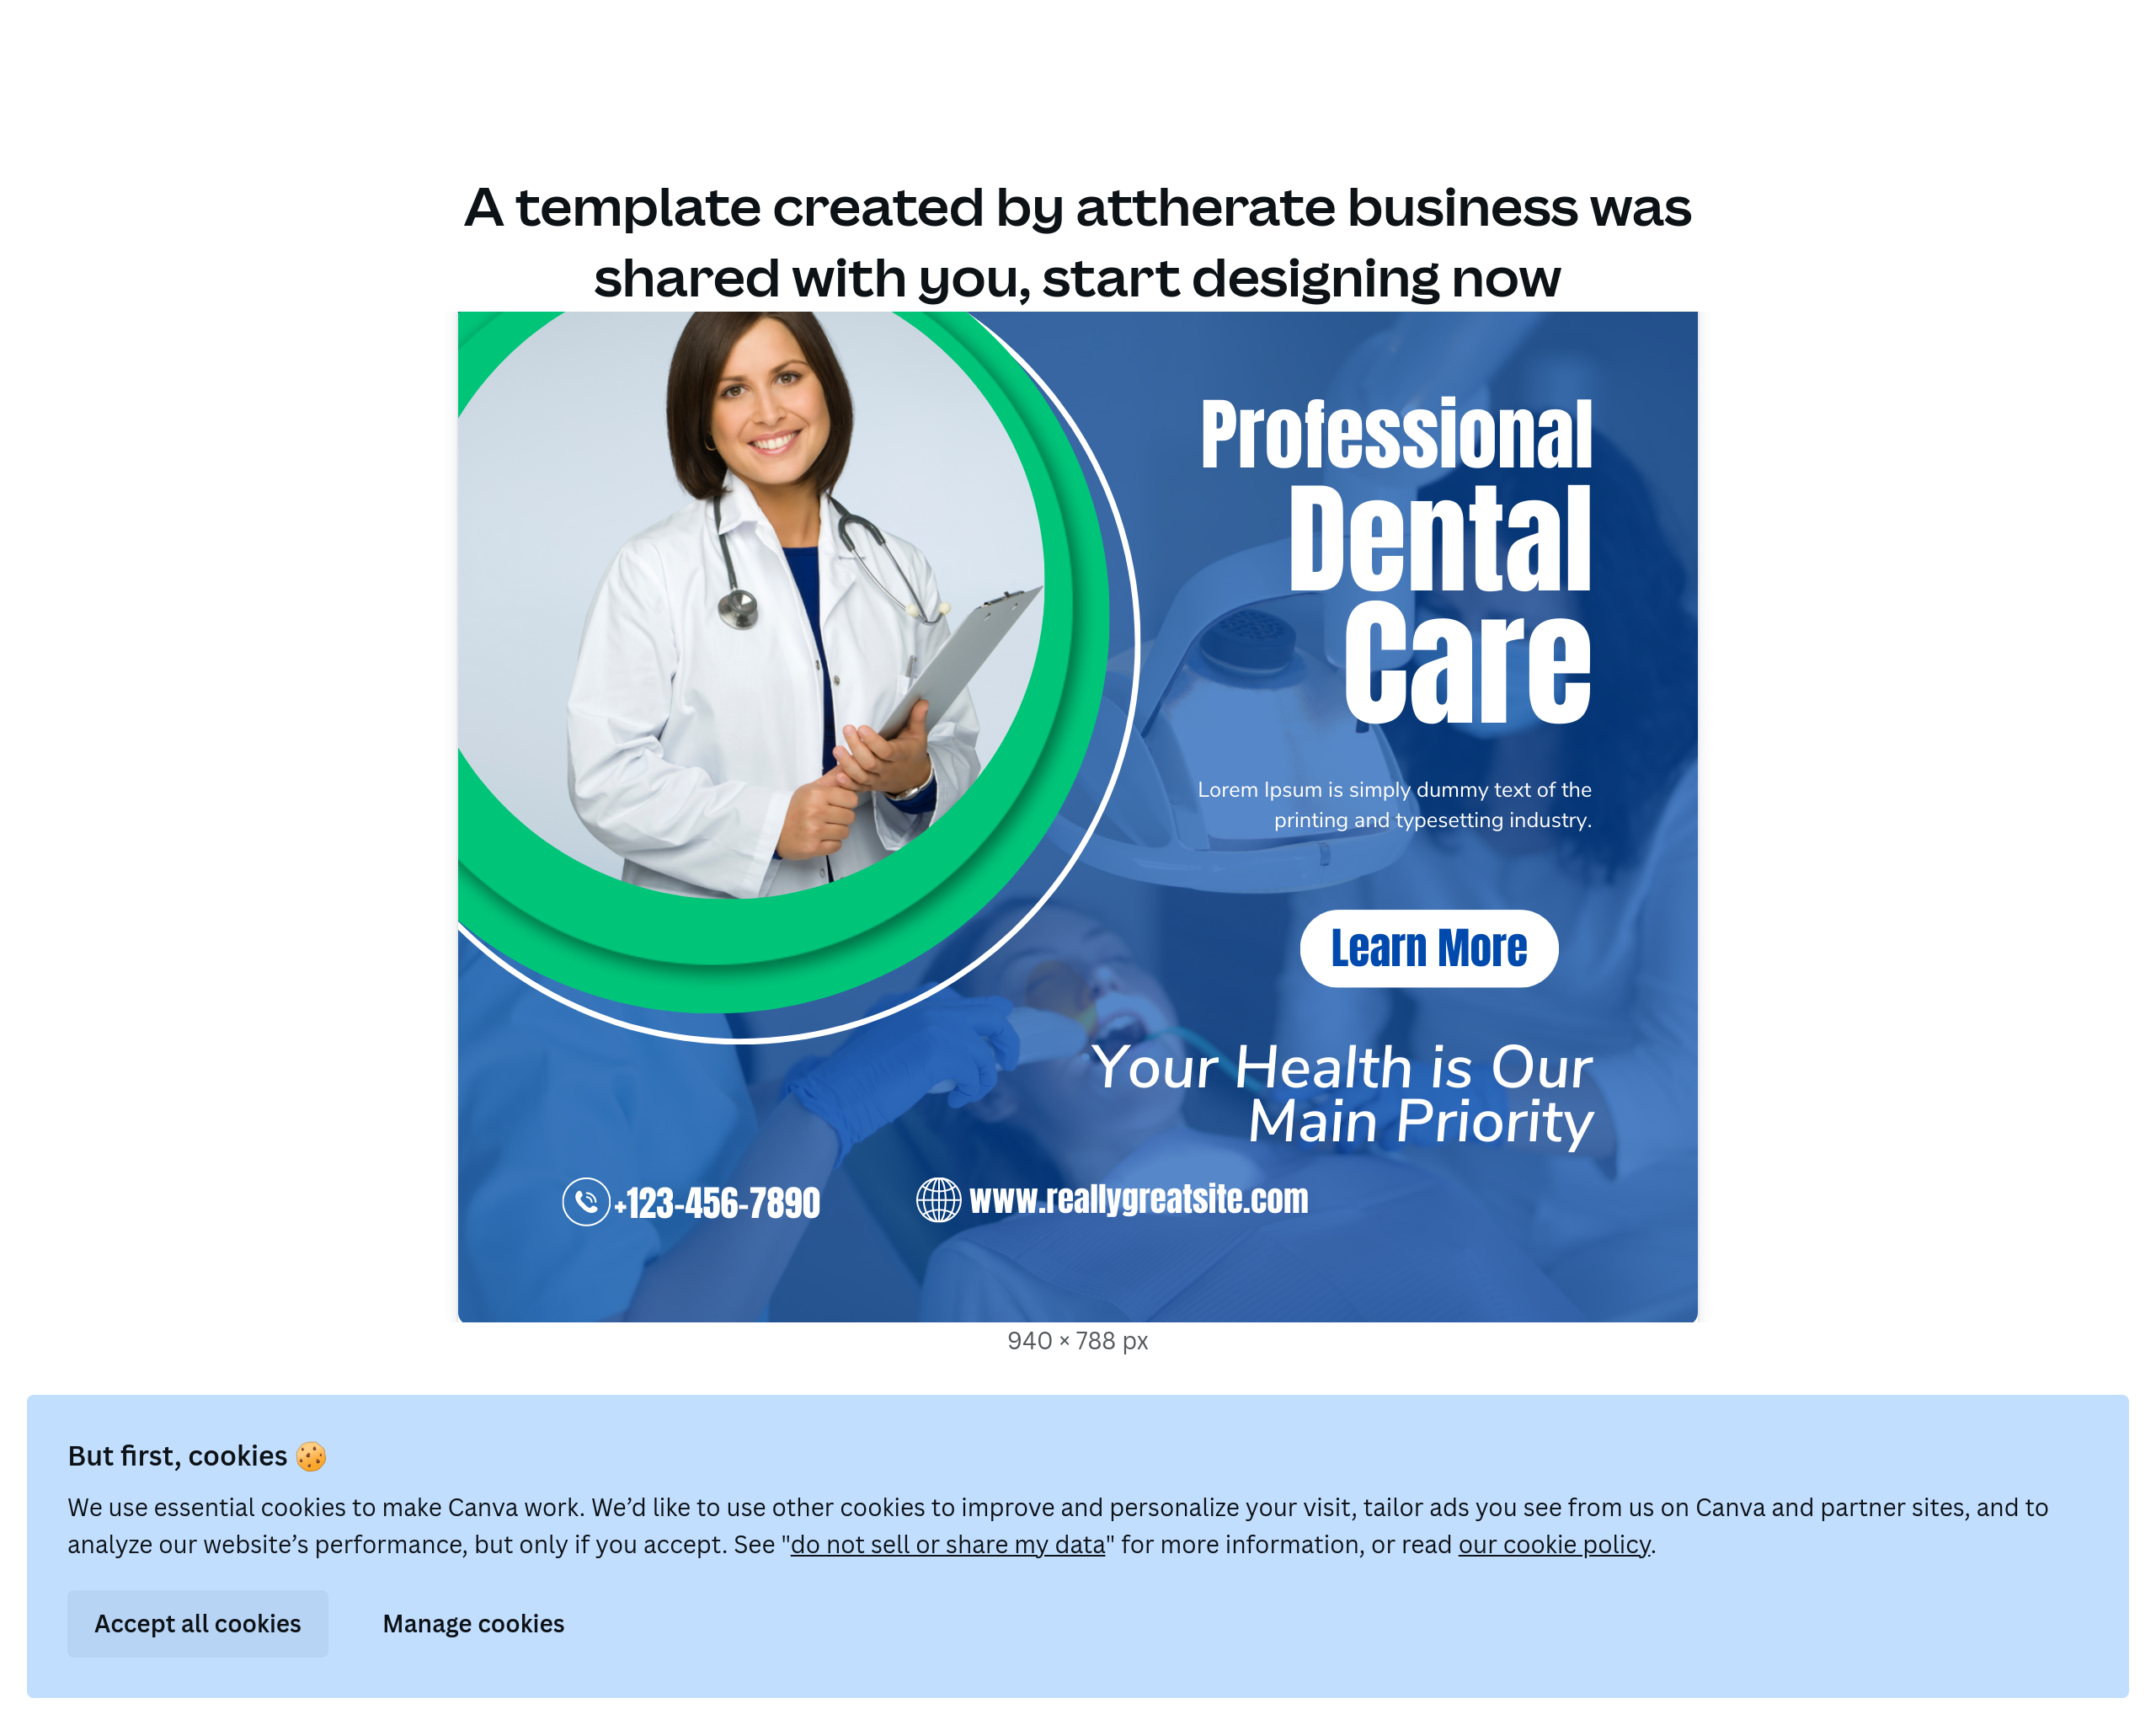 A template created by attherate business was
shared with you, start designing now
Professional
Dental
Care
Lorem Ipsum is simply dummy text of the
printing and typesetting industry.
Learn More
Your Health is Our
Main Priority
+123-456-7890
www.reallygreatsite.com
940 × 788 px
But first, cookies 🍪
We use essential cookies to make Canva work. We’d like to use other cookies to improve and personalize your visit, tailor ads you see from us on Canva and partner sites, and to
analyze our website’s performance, but only if you accept. See "do not sell or share my data" for more information, or read our cookie policy.
Accept all cookies
Manage cookies